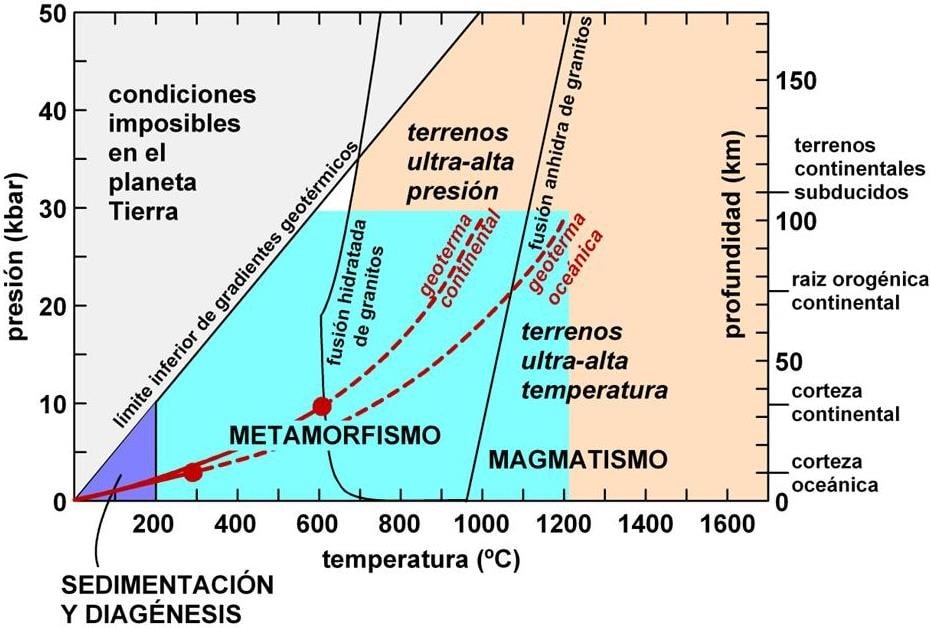 50
40
30
20
10
0
presión (kbar)
condiciones
imposibles
en el
planeta
Tierra
límite inferior de gradientes geotérmicos
terrenos
ultra-alta
presión
fusión hidratada
de granitos
geoterma
continental
fusión anhidra de granitos
geoterma
oceánica
terrenos
ultra-alta
temperatura
METAMORFISMO
MAGMATISMO
200
400
600
800
1000
1200
1400
1600
temperatura (ºC)
SEDIMENTACIÓN
Y DIAGÉNESIS
profundidad (km)
150
100
50
0
terrenos
continentales
subducidos
raiz orogénica
continental
corteza
continental
corteza
oceánica